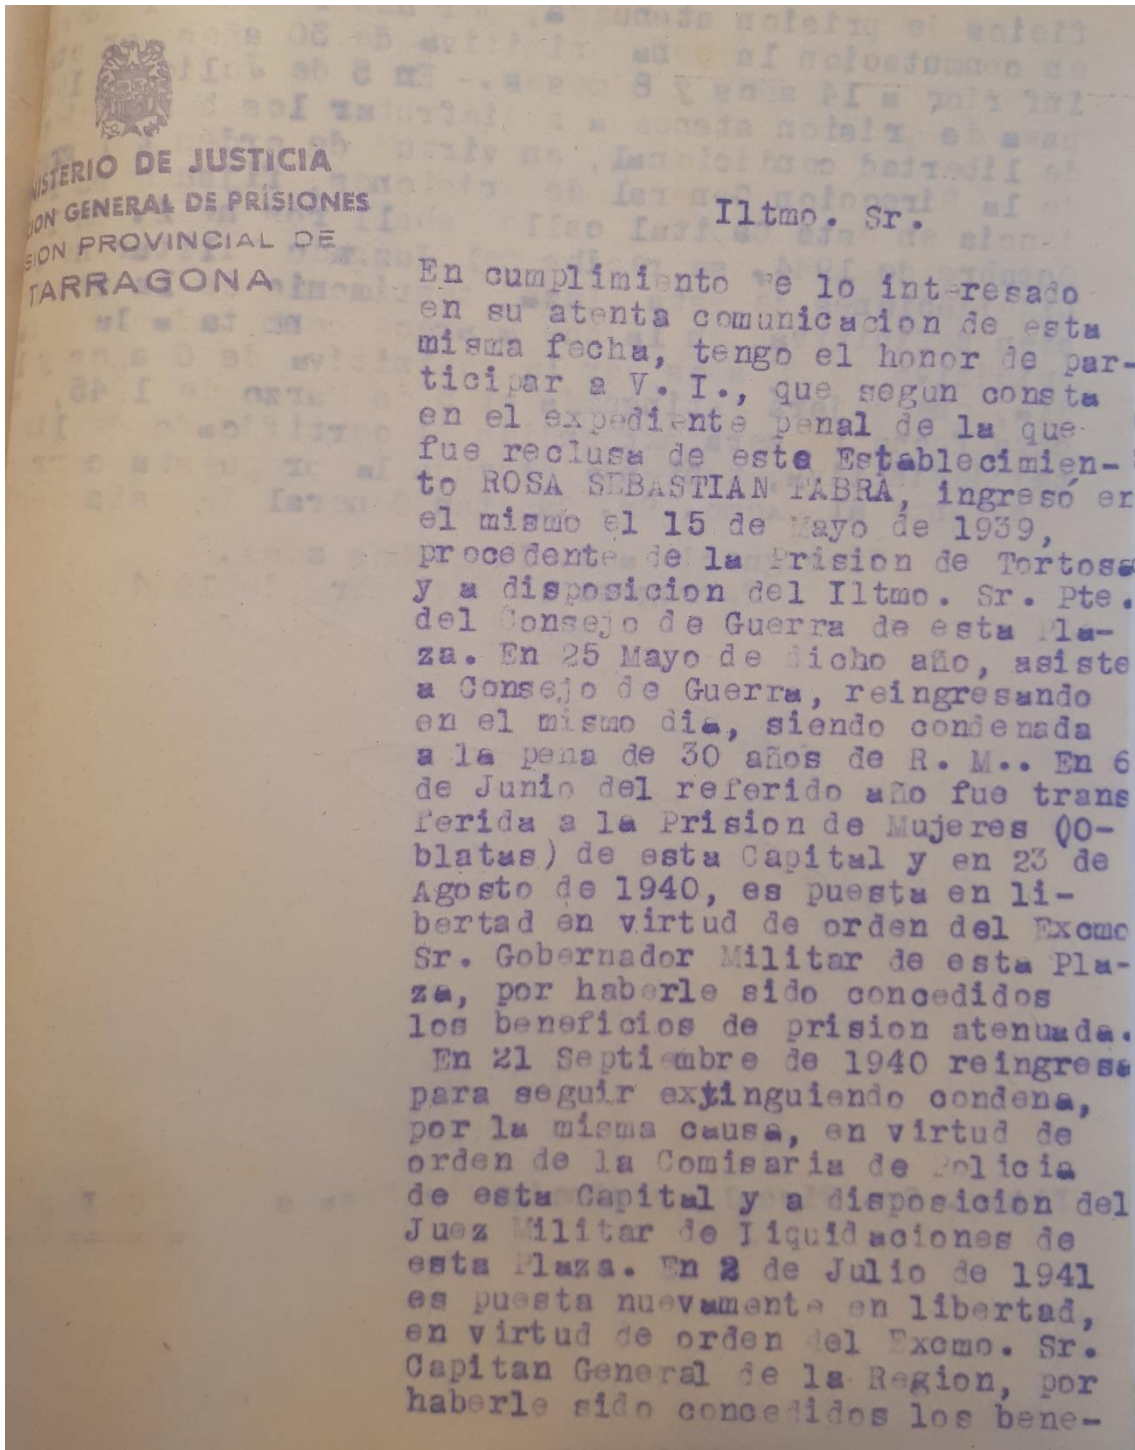 MINISTERIO DE JUSTICIA
CION GENERAL DE PRISIONES
SION PROVINCIAL DE
TARRAGONA
Iltmo. Sr.
En cumplimiento de lo interesado
en su atenta comunicacion de esta
misma fecha, tengo el honor de par-
ticipar a V. I., que segun consta
en el expediente penal de la que
fue reclusa de este Establecimien-
to ROSA SEBASTIAN FABRA, ingresó en
el mismo el 15 de Mayo de 1939,
procedente de la Prision de Tortosa
y a disposicion del Iltmo. Sr. Pte.
del Consejo de Guerra de esta Pla-
za. En 25 Mayo de dicho año, asiste
a Consejo de Guerra, reingresando
en el mismo dia, siendo condenada
a la pena de 30 años de R. M.. En 6
de Junio del referido año fue trans
ferida a la Prision de Mujeres (O-
blatas) de esta Capital y en 23 de
Agosto de 1940, es puesta en li-
bertad en virtud de orden del Excmo
Sr. Gobernador Militar de esta Pla-
za, por haberle sido concedidos
los beneficios de prision atenuada.
En 21 Septiembre de 1940 reingresa
para seguir extinguiendo condena,
por la misma causa, en virtud de
orden de la Comisaria de Policia
de esta Capital y a disposicion del
Juez Militar de Liquidaciones de
esta Plaza. En 2 de Julio de 1941
es puesta nuevamente en libertad,
en virtud de orden del Excmo. Sr.
Capitan General de la Region, por
haberle sido concedidos los bene-